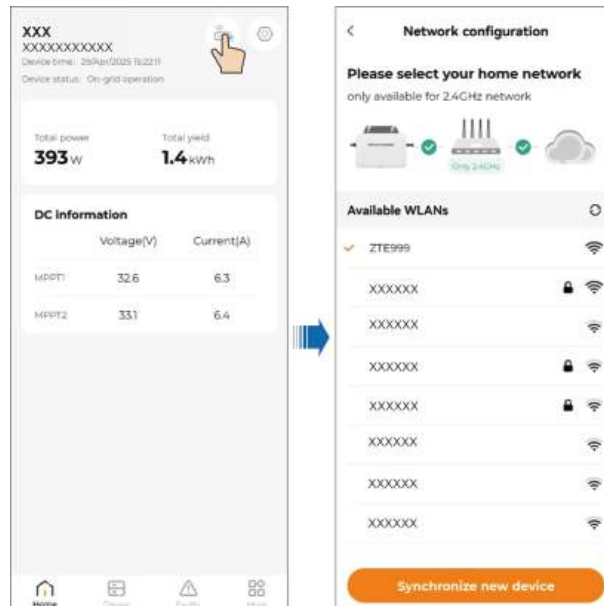 XXX
XXXXXXXXXXX
Device time: 29/Apr/2025 15:22:11
Device status: On-grid operation
Total power
Total yield
393 W
1.4 kWh
DC information
Voltage(V)
Current(A)
MPPT1
32.6
6.3
MPPT2
33.1
6.4
Home
Device
Faults
More
Network configuration
Please select your home network
only available for 2.4GHz network
Only 2.4GHz
Available WLANs
ZTE999
XXXXXX
XXXXXX
XXXXXX
XXXXXX
XXXXXX
XXXXXX
XXXXXX
Synchronize new device